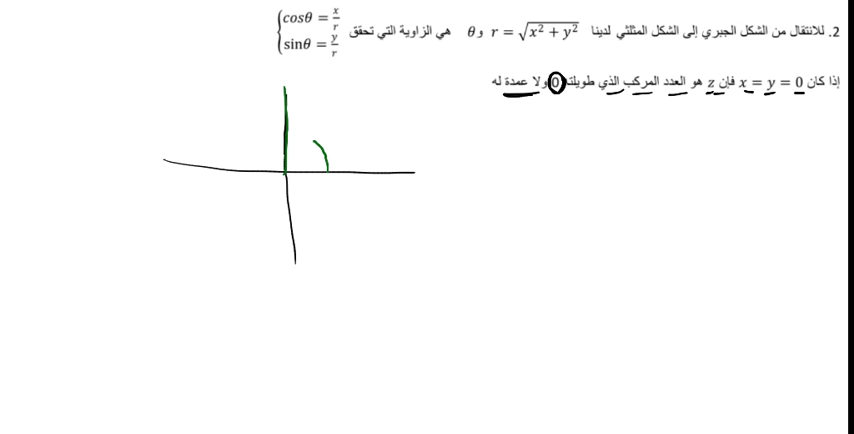 2. للانتقال من الشكل الجبري إلى الشكل المثلثي لدينا r = √(x² + y²) و θ هي الزاوية التي تحقق { cosθ = x/r , sinθ = y/r
إذا كان x = y = 0 فإن z هو العدد المركب الذي طويلته 0 ولا عمدة له